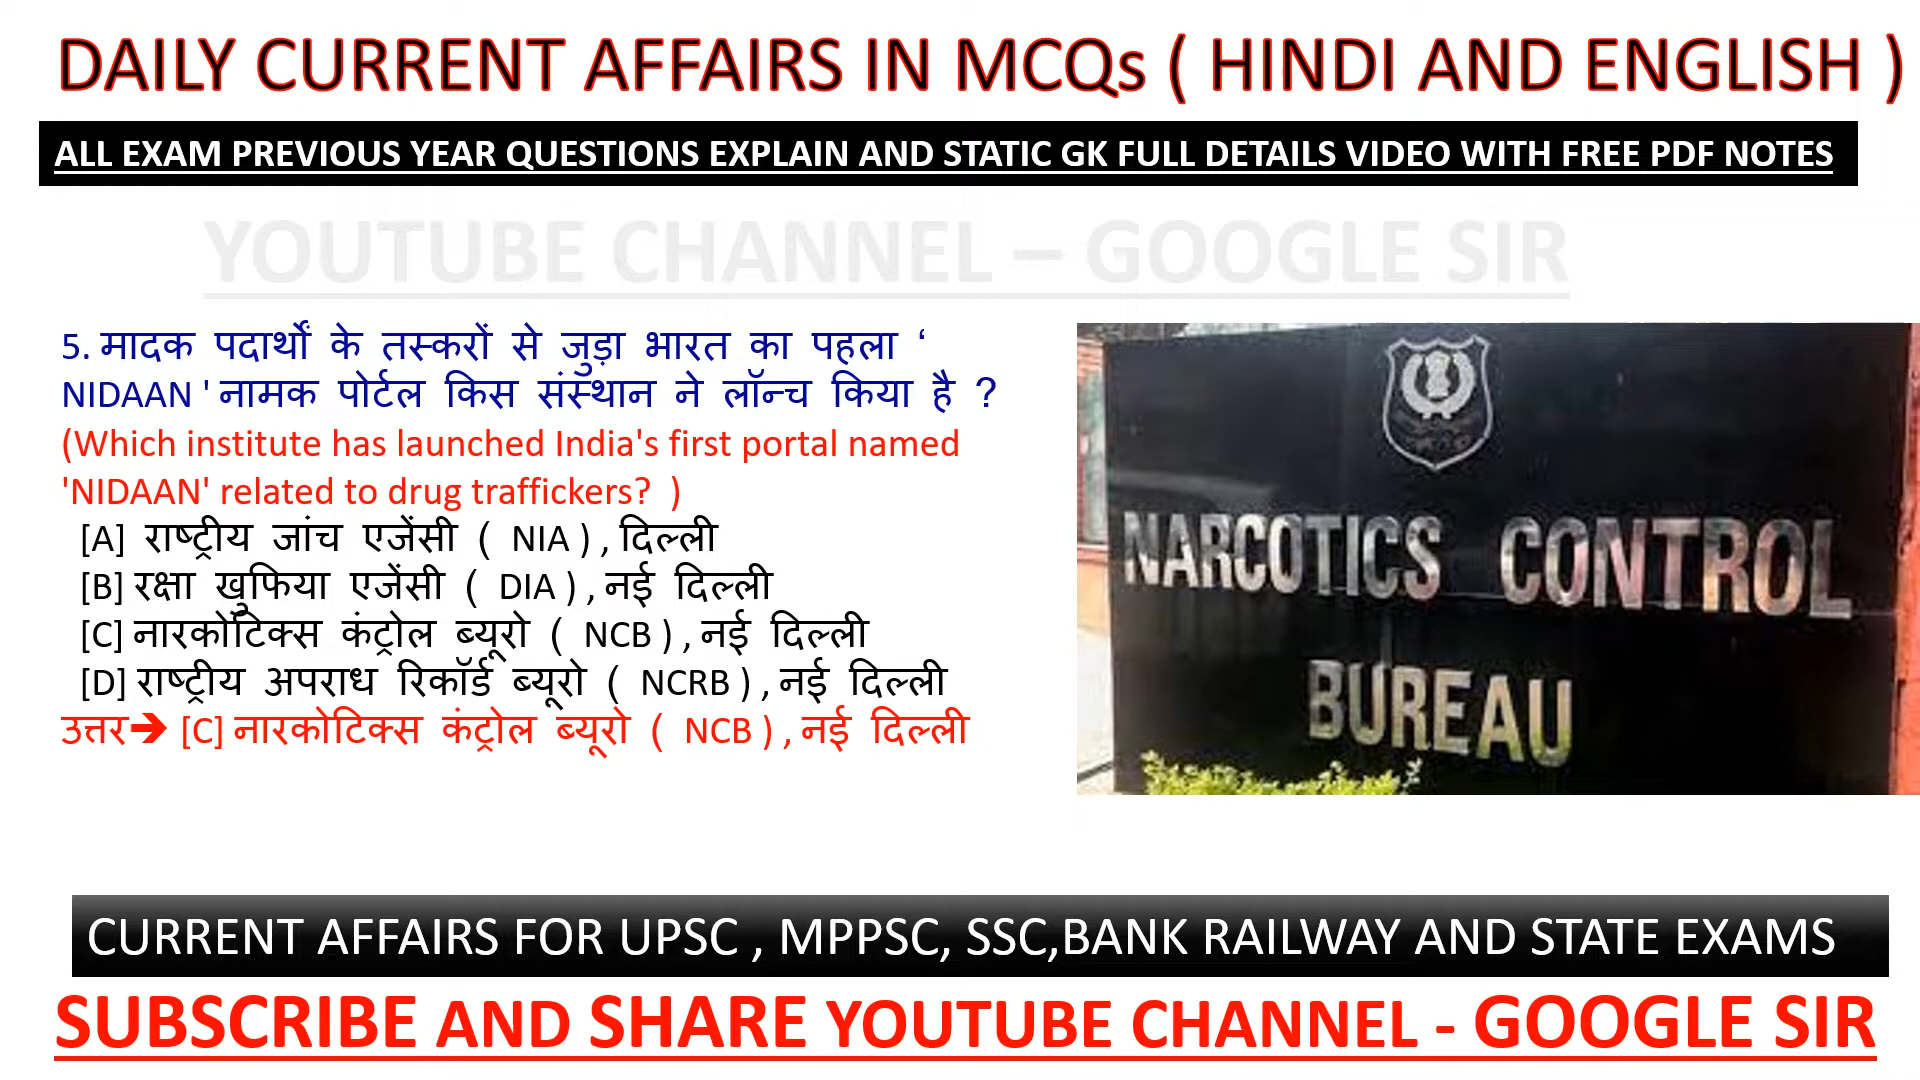 DAILY CURRENT AFFAIRS IN MCQs ( HINDI AND ENGLISH )
ALL EXAM PREVIOUS YEAR QUESTIONS EXPLAIN AND STATIC GK FULL DETAILS VIDEO WITH FREE PDF NOTES
YOUTUBE CHANNEL – GOOGLE SIR
5. मादक पदार्थों के तस्करों से जुड़ा भारत का पहला ‘
NIDAAN ' नामक पोर्टल किस संस्थान ने लॉन्च किया है ?
(Which institute has launched India's first portal named
'NIDAAN' related to drug traffickers? )
[A] राष्ट्रीय जांच एजेंसी ( NIA ) , दिल्ली
[B] रक्षा खुफिया एजेंसी ( DIA ) , नई दिल्ली
[C] नारकोटिक्स कंट्रोल ब्यूरो ( NCB ) , नई दिल्ली
[D] राष्ट्रीय अपराध रिकॉर्ड ब्यूरो ( NCRB ) , नई दिल्ली
उत्तर➔ [C] नारकोटिक्स कंट्रोल ब्यूरो ( NCB ) , नई दिल्ली
NARCOTICS CONTROL
BUREAU
CURRENT AFFAIRS FOR UPSC , MPPSC, SSC,BANK RAILWAY AND STATE EXAMS
SUBSCRIBE AND SHARE YOUTUBE CHANNEL - GOOGLE SIR